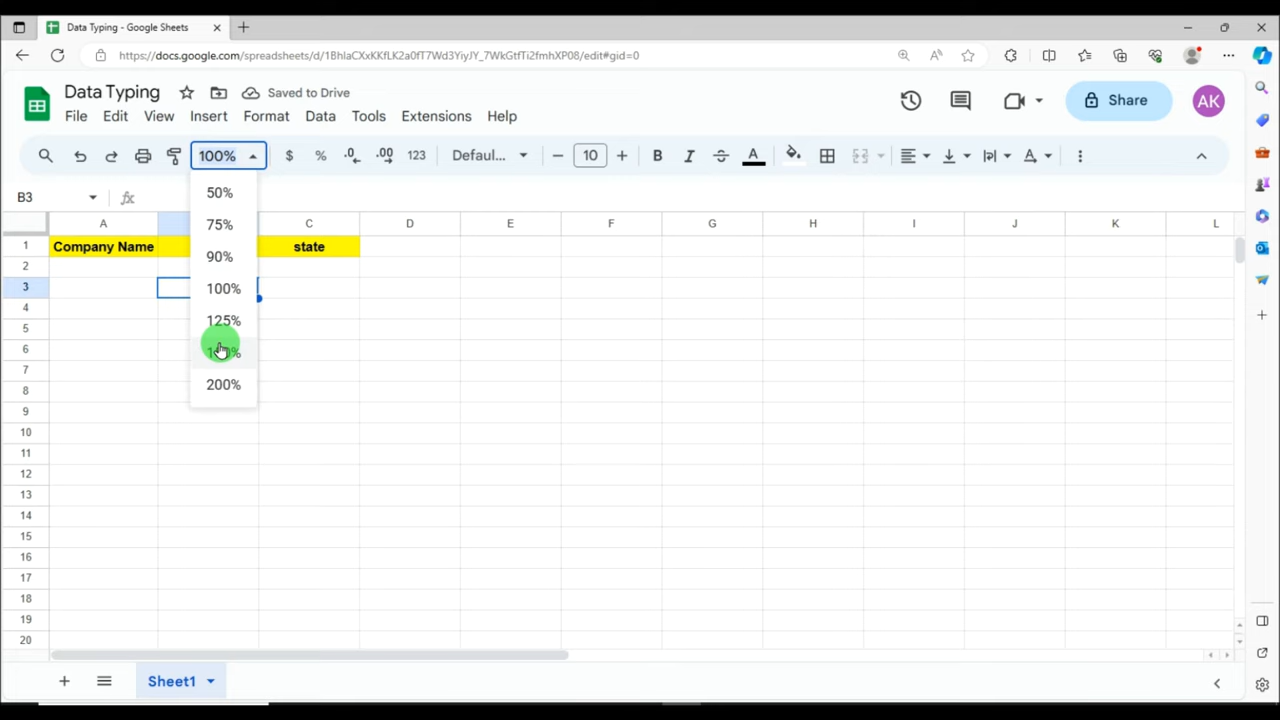 Data Typing - Google Sheets
https://docs.google.com/spreadsheets/d/1BhlaCXxKKfLK2a0fT7Wd3YiyJY_7WkGtfTi2fmhXP08/edit#gid=0
Data Typing Saved to Drive
Share AK
File Edit View Insert Format Data Tools Extensions Help
100% $ % .0 .00 123 Defaul... − 10 + B I S A
B3 fx
50%
75%
90%
100%
125%
200%
A C D E F G H I J K L
1 Company Name state
2
3
4
5
6
7
8
9
10
11
12
13
14
15
16
17
18
19
20
+ Sheet1